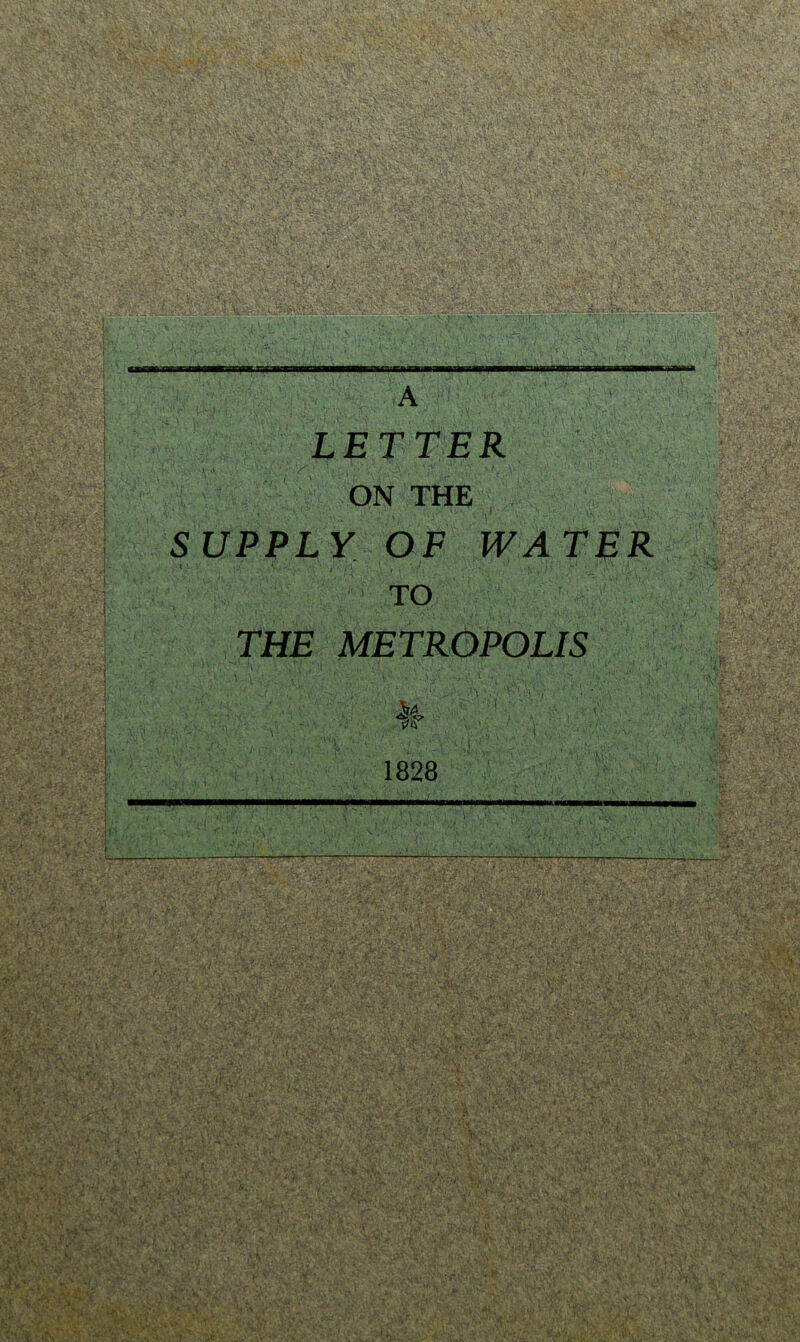 A
LETTER
ON THE
SUPPLY OF WATER
TO
THE METROPOLIS
1828